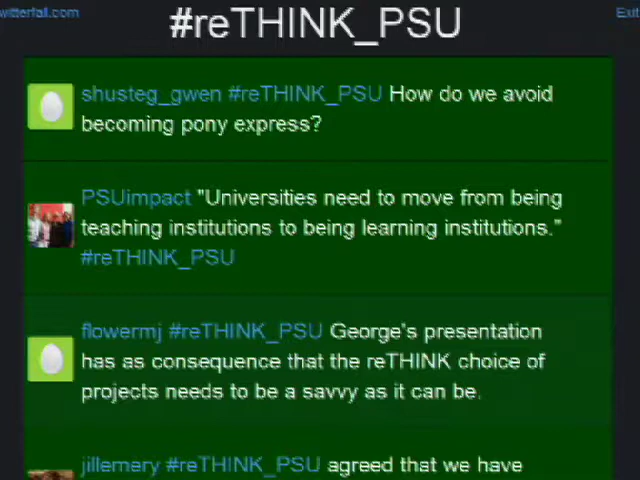 witterfall.com
#reTHINK_PSU
Exit
shusteg_gwen #reTHINK_PSU How do we avoid
becoming pony express?
PSUimpact "Universities need to move from being
teaching institutions to being learning institutions."
#reTHINK_PSU
flowermj #reTHINK_PSU George's presentation
has as consequence that the reTHINK choice of
projects needs to be a savvy as it can be.
jillemery #reTHINK_PSU agreed that we have